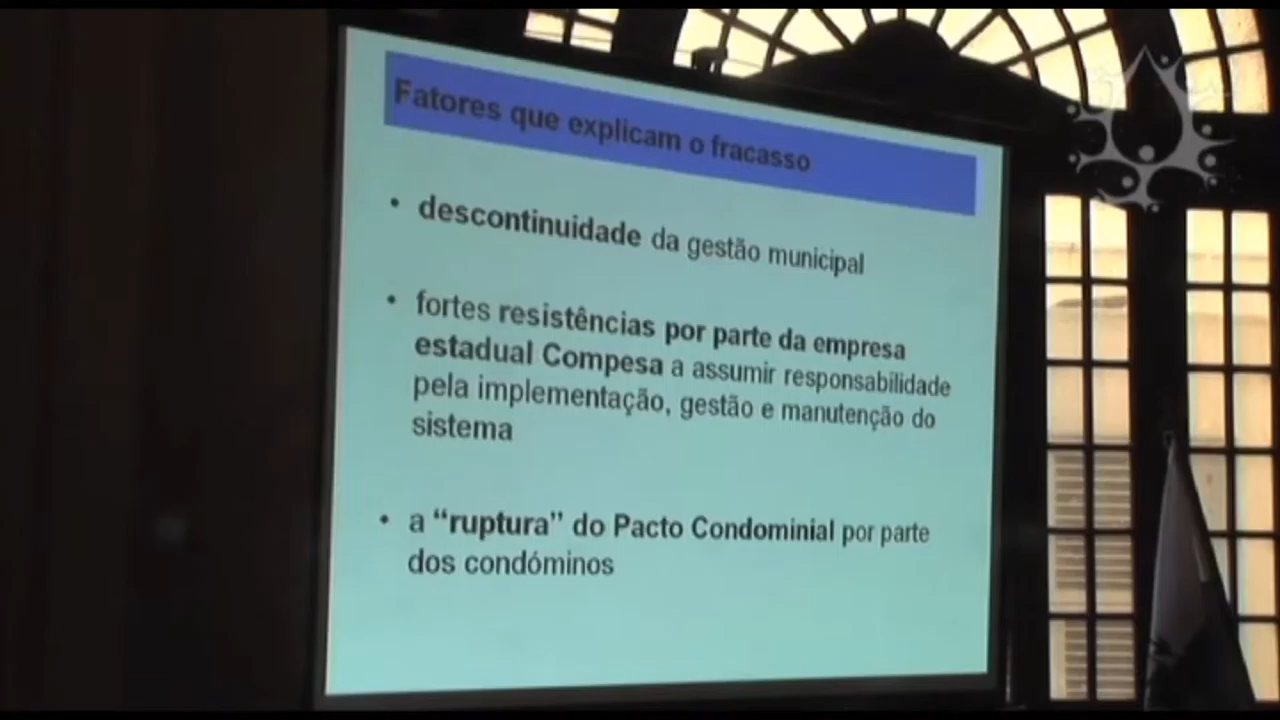 Fatores que explicam o fracasso
• descontinuidade da gestão municipal
• fortes resistências por parte da empresa
estadual Compesa a assumir responsabilidade
pela implementação, gestão e manutenção do
sistema
• a “ruptura” do Pacto Condominial por parte
dos condóminos